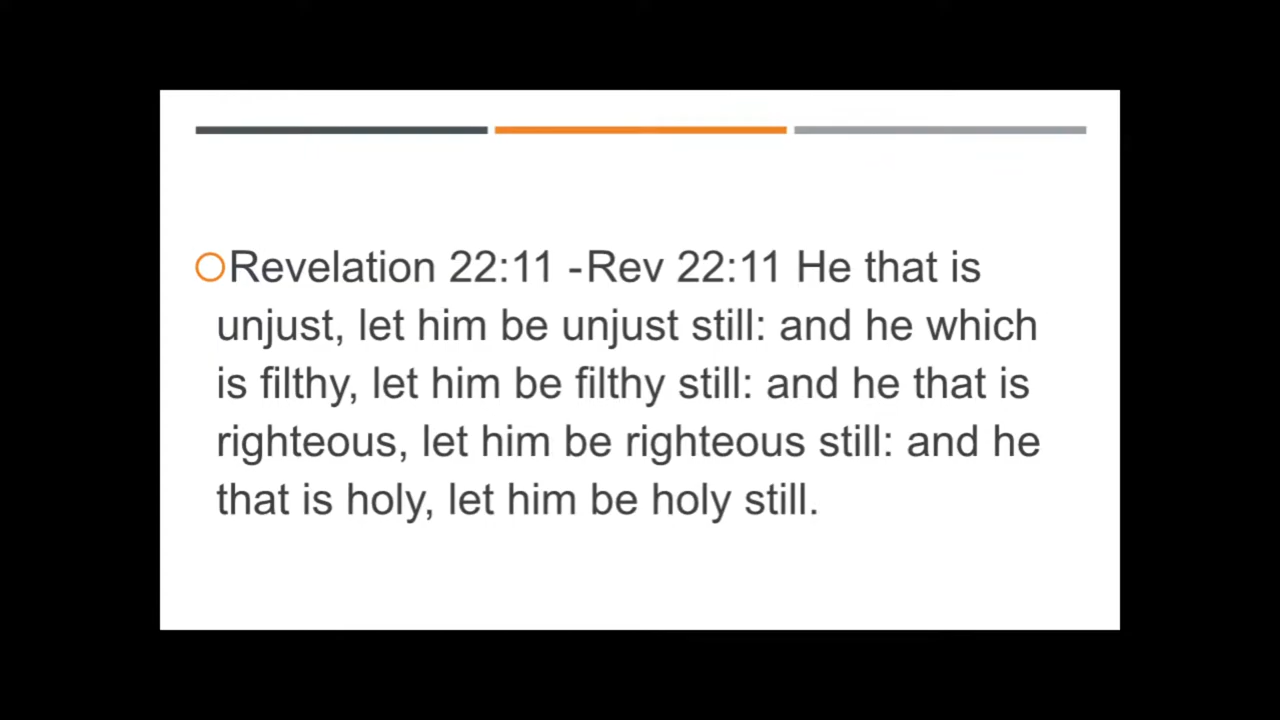 Revelation 22:11 -Rev 22:11 He that is
unjust, let him be unjust still: and he which
is filthy, let him be filthy still: and he that is
righteous, let him be righteous still: and he
that is holy, let him be holy still.